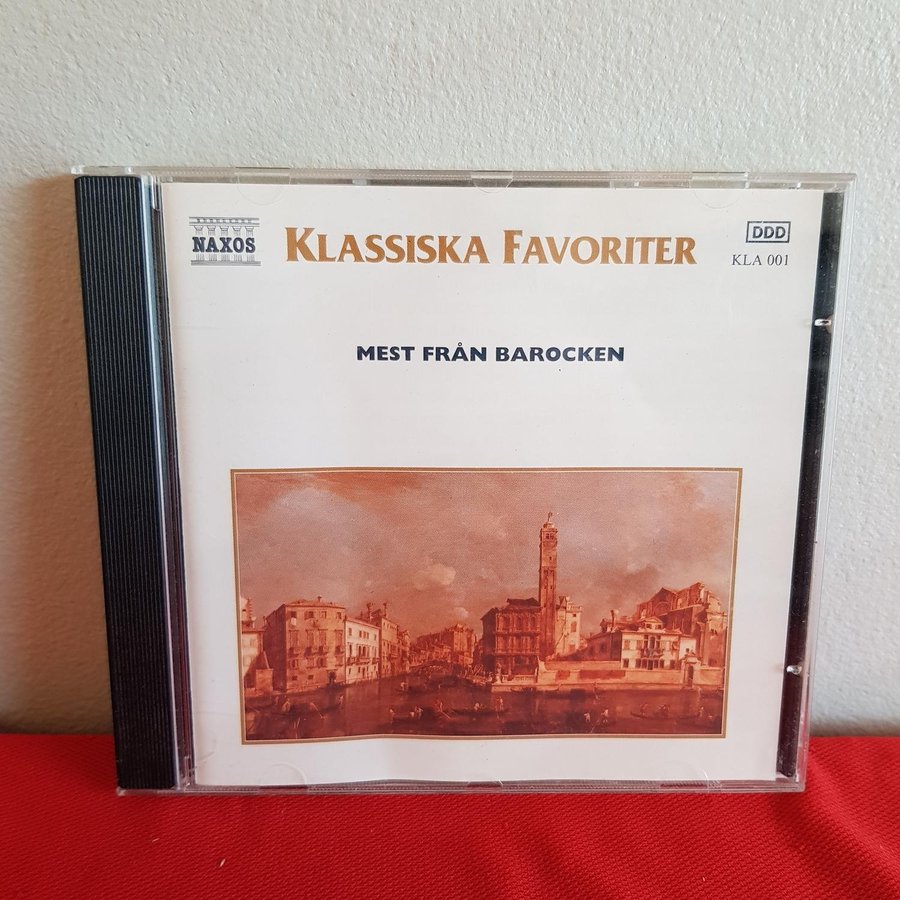 NAXOS
KLASSISKA FAVORITER
DDD
KLA 001
MEST FRÅN BAROCKEN